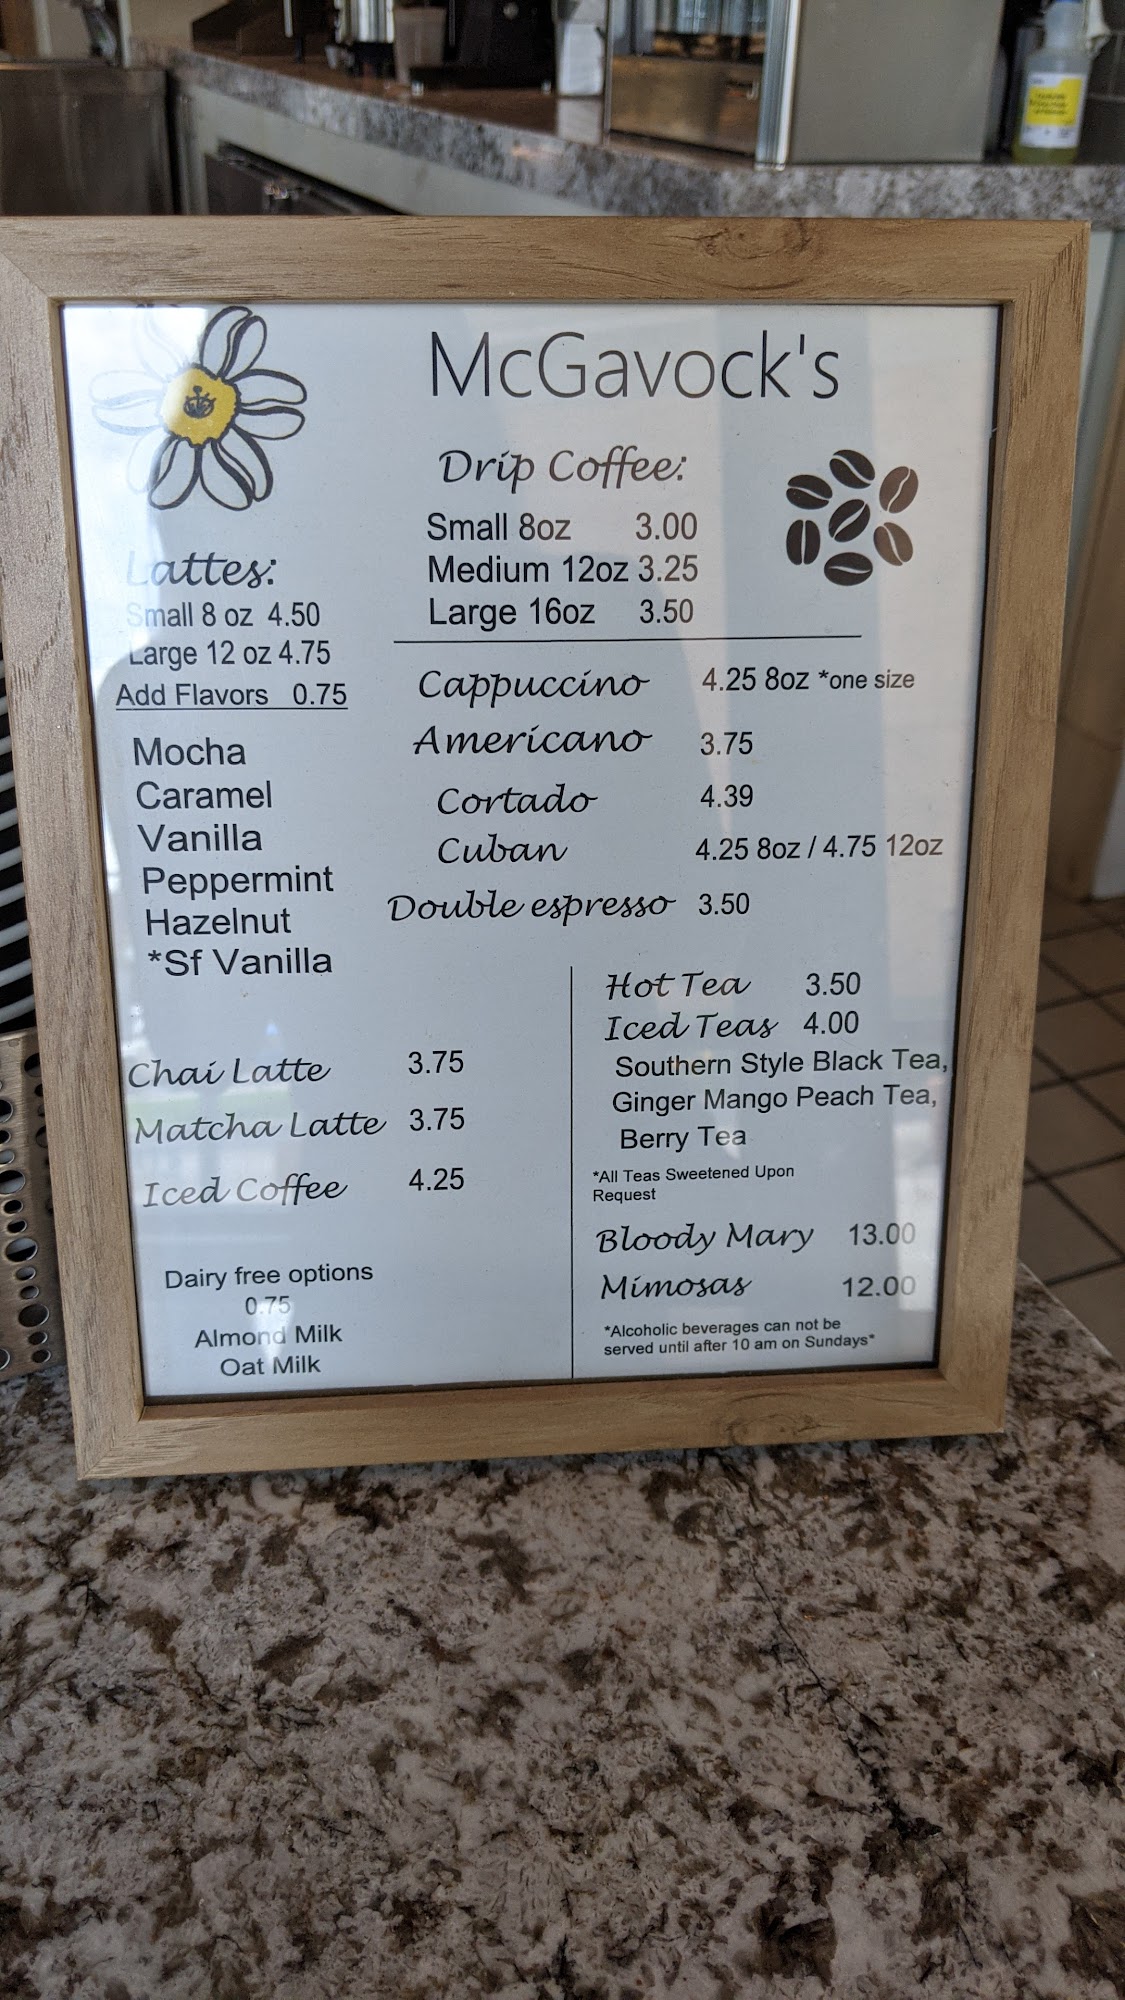 McGavock's
Drip Coffee:
Small 8oz 3.00
Medium 12oz 3.25
Large 16oz 3.50
Lattes:
Small 8 oz 4.50
Large 12 oz 4.75
Add Flavors 0.75
Mocha
Caramel
Vanilla
Peppermint
Hazelnut
*Sf Vanilla
Cappuccino 4.25 8oz *one size
Americano 3.75
Cortado 4.39
Cuban 4.25 8oz / 4.75 12oz
Double espresso 3.50
Chai Latte 3.75
Matcha Latte 3.75
Iced Coffee 4.25
Dairy free options
0.75
Almond Milk
Oat Milk
Hot Tea 3.50
Iced Teas 4.00
Southern Style Black Tea,
Ginger Mango Peach Tea,
Berry Tea
*All Teas Sweetened Upon
Request
Bloody Mary 13.00
Mimosas 12.00
*Alcoholic beverages can not be
served until after 10 am on Sundays*